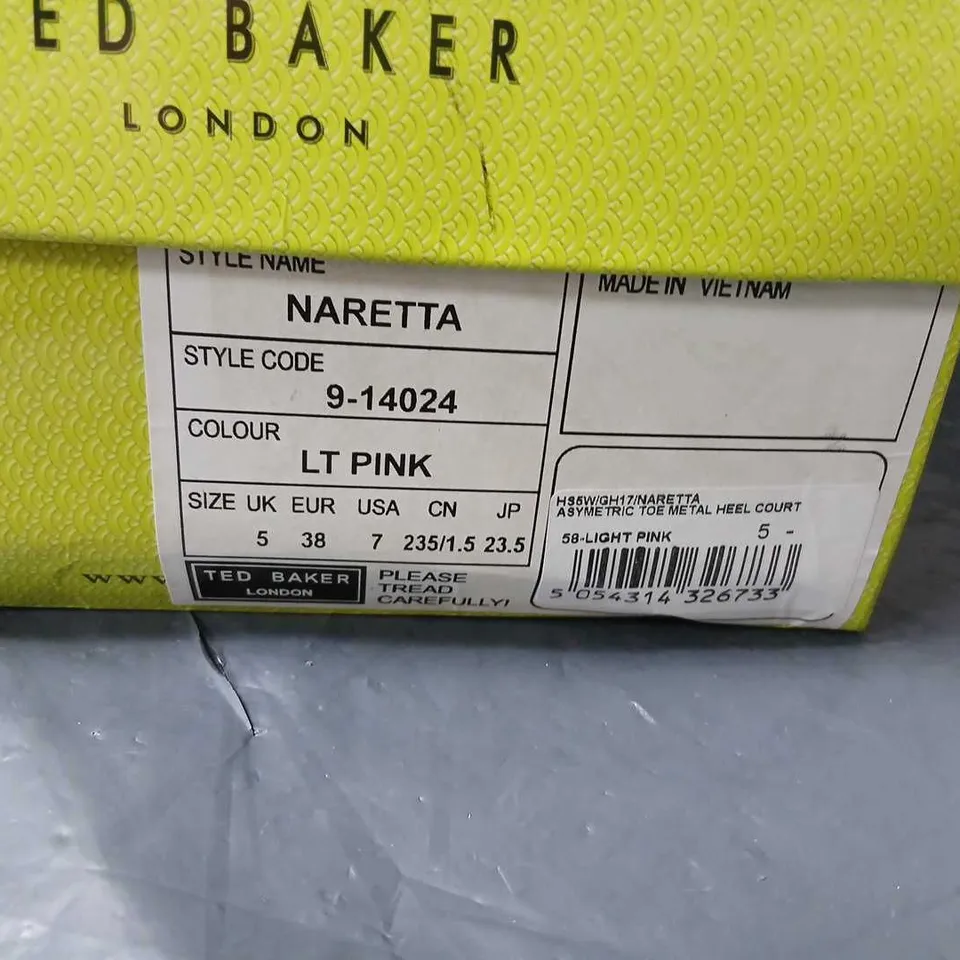 ED BAKER
LONDON
STYLE NAME
NARETTA
STYLE CODE
9-14024
COLOUR
LT PINK
SIZE UK EUR USA CN JP
5 38 7 235/1.5 23.5
TED BAKER
LONDON
PLEASE
TREAD
CAREFULLY!
MADE IN VIETNAM
HS5W/GH17/NARETTA
ASYMETRIC TOE METAL HEEL COURT
58-LIGHT PINK 5 -
5 054314 326733
www.